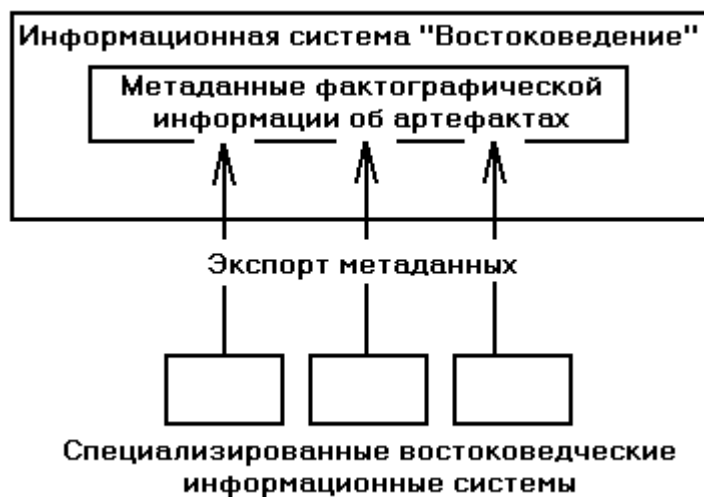 Информационная система "Востоковедение"
Метаданные фактографической
информации об артефактах
Экспорт метаданных
Специализированные востоковедческие
информационные системы